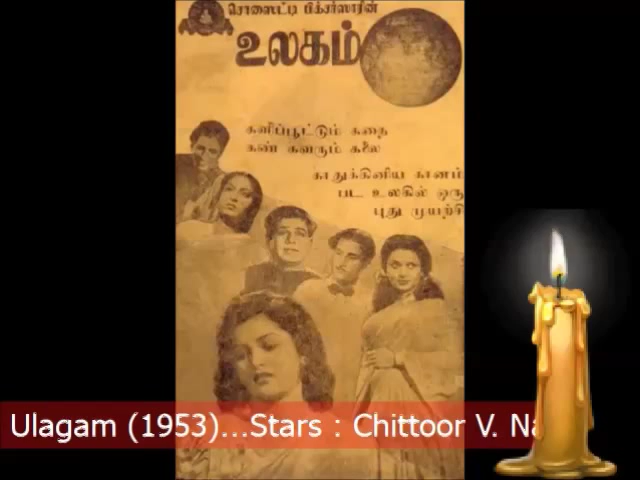 சொஸைட்டி பிக்சர்ஸாரின்
உலகம்
களிப்பூட்டும் கதை
கண் கவரும் கலை
காதுக்கினிய கானம்
பட உலகில் ஒரு
புது முயற்சி
Ulagam (1953)...Stars : Chittoor V. Na